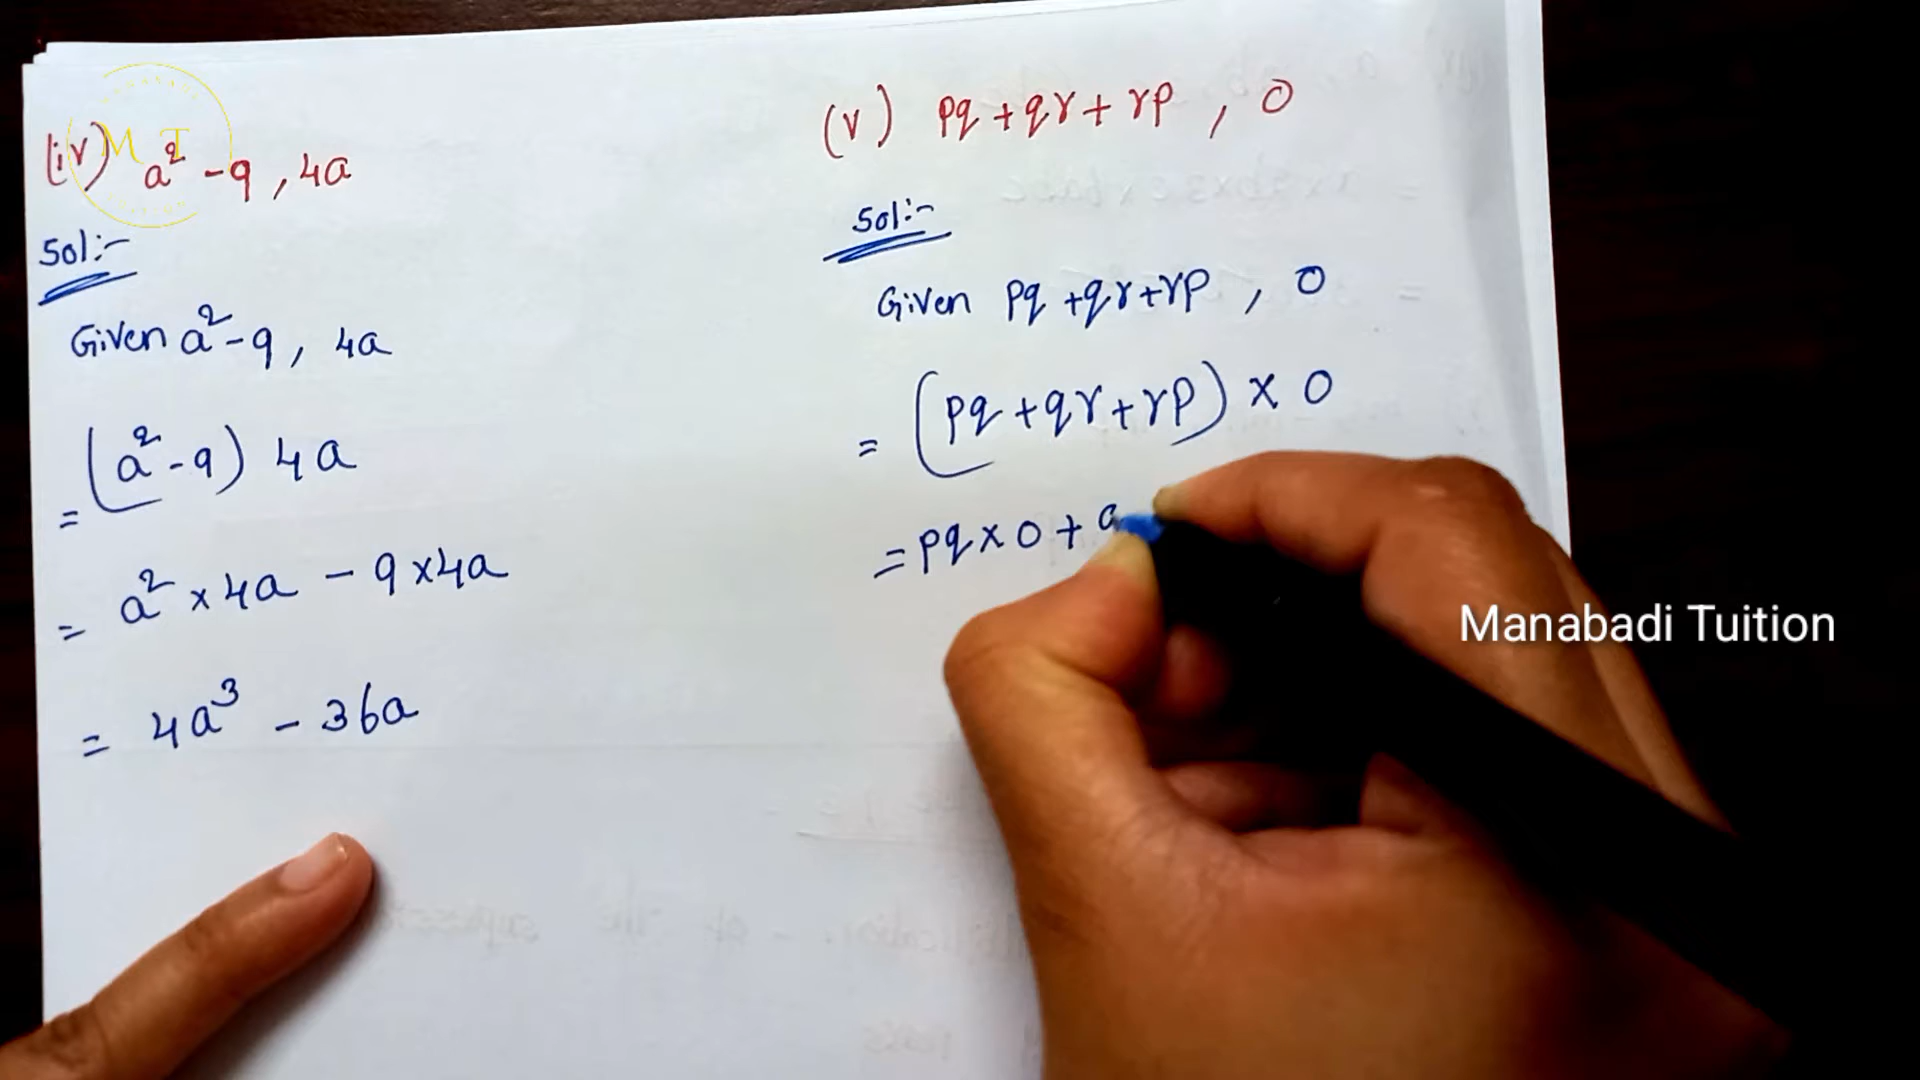 (iv) a² - 9 , 4a
Sol:-
Given a² - 9 , 4a
= (a² - 9) 4a
= a² × 4a - 9 × 4a
= 4a³ - 36a
(v) pq + qr + rp , 0
Sol:-
Given pq + qr + rp , 0
= (pq + qr + rp) × 0
= pq × 0 +
Manabadi Tuition
M T